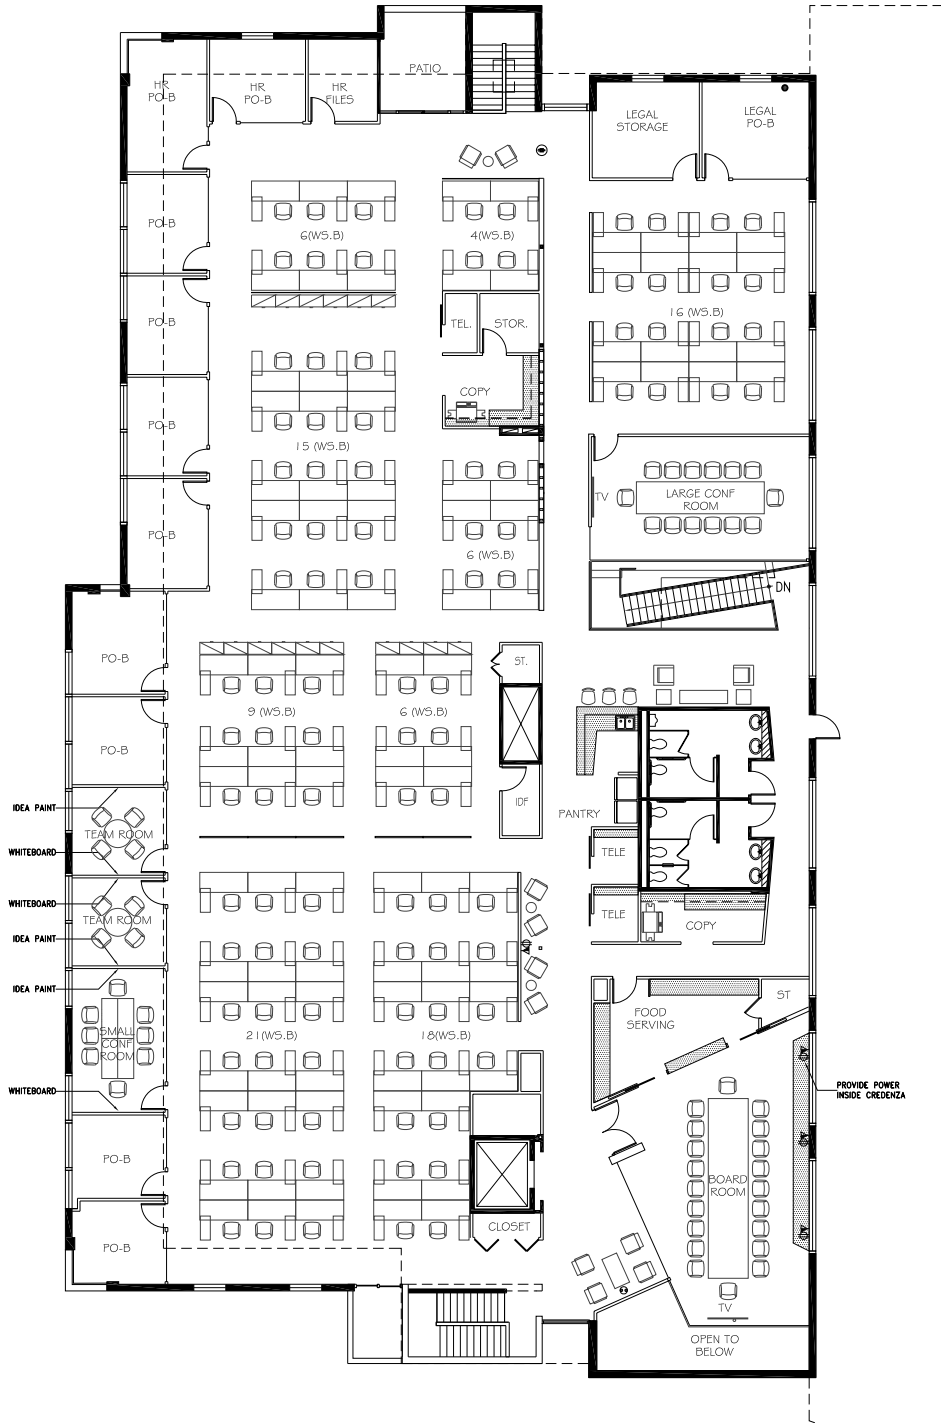 PATIO
HR
PO-B
HR
PO-B
HR
FILES
LEGAL
STORAGE
LEGAL
PO-B
PO-B
6(WS.B)
4(WS.B)
PO-B
TEL.
STOR.
16 (WS.B)
COPY
PO-B
15 (WS.B)
TV
LARGE CONF
ROOM
PO-B
6 (WS.B)
DN
PO-B
ST.
9 (WS.B)
6 (WS.B)
PO-B
IDEA PAINT
IDF
PANTRY
TEAM ROOM
WHITEBOARD
TELE
WHITEBOARD
TEAM ROOM
TELE
COPY
IDEA PAINT
IDEA PAINT
ST
FOOD
SERVING
SMALL
CONF
ROOM
21(WS.B)
18(WS.B)
WHITEBOARD
PROVIDE POWER
INSIDE CREDENZA
PO-B
BOARD
ROOM
CLOSET
PO-B
TV
OPEN TO
BELOW